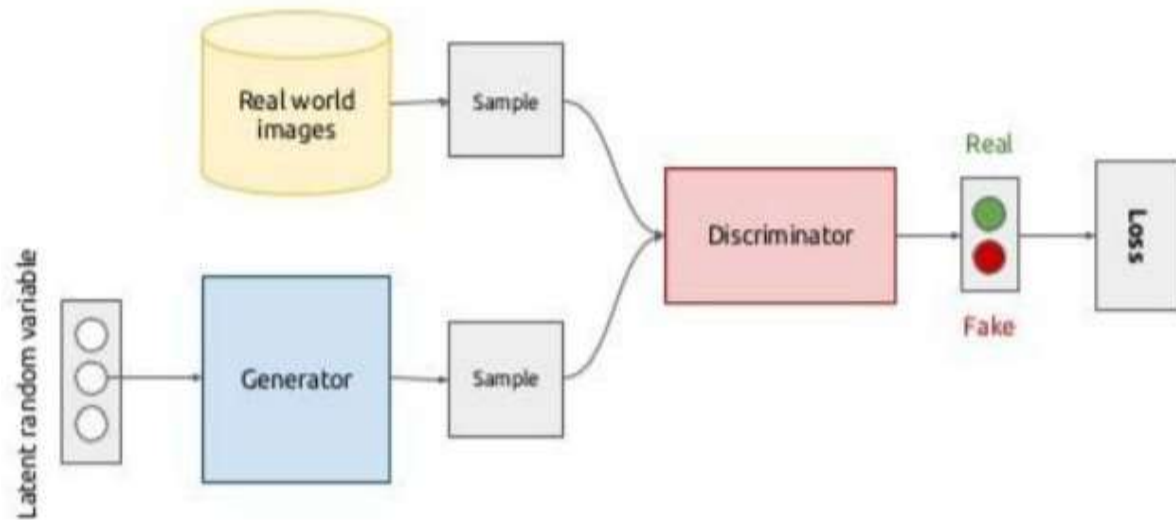 Real world
images
Sample
Latent random variable
Generator
Sample
Discriminator
Real
Fake
Loss